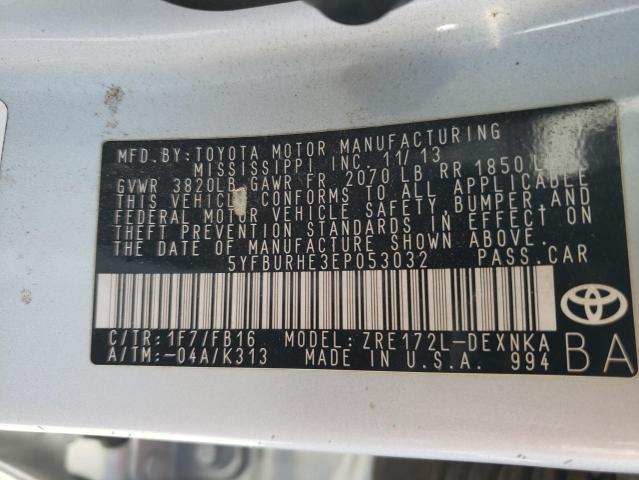 MFD.BY:TOYOTA MOTOR MANUFACTURING
MISSISSIPPI INC. 11/13
GVWR 3820LB GAWR FR 2070 LB RR 1850
THIS VEHICLE CONFORMS TO ALL APPLICABLE
FEDERAL MOTOR VEHICLE SAFETY, BUMPER, AND
THEFT PREVENTION STANDARDS IN EFFECT ON
THE DATE OF MANUFACTURE SHOWN ABOVE.
5YFBURHE3EP053032 PASS.CAR
C/TR: 1F7/FB16 MODEL: ZRE172L-DEXNKA
A/TM:-04A/K313 MADE IN U.S.A. 994
BA